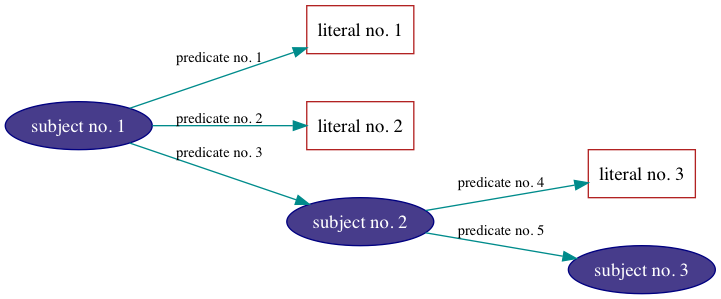 literal no. 1
predicate no. 1
subject no. 1
predicate no. 2
literal no. 2
predicate no. 3
subject no. 2
predicate no. 4
literal no. 3
predicate no. 5
subject no. 3